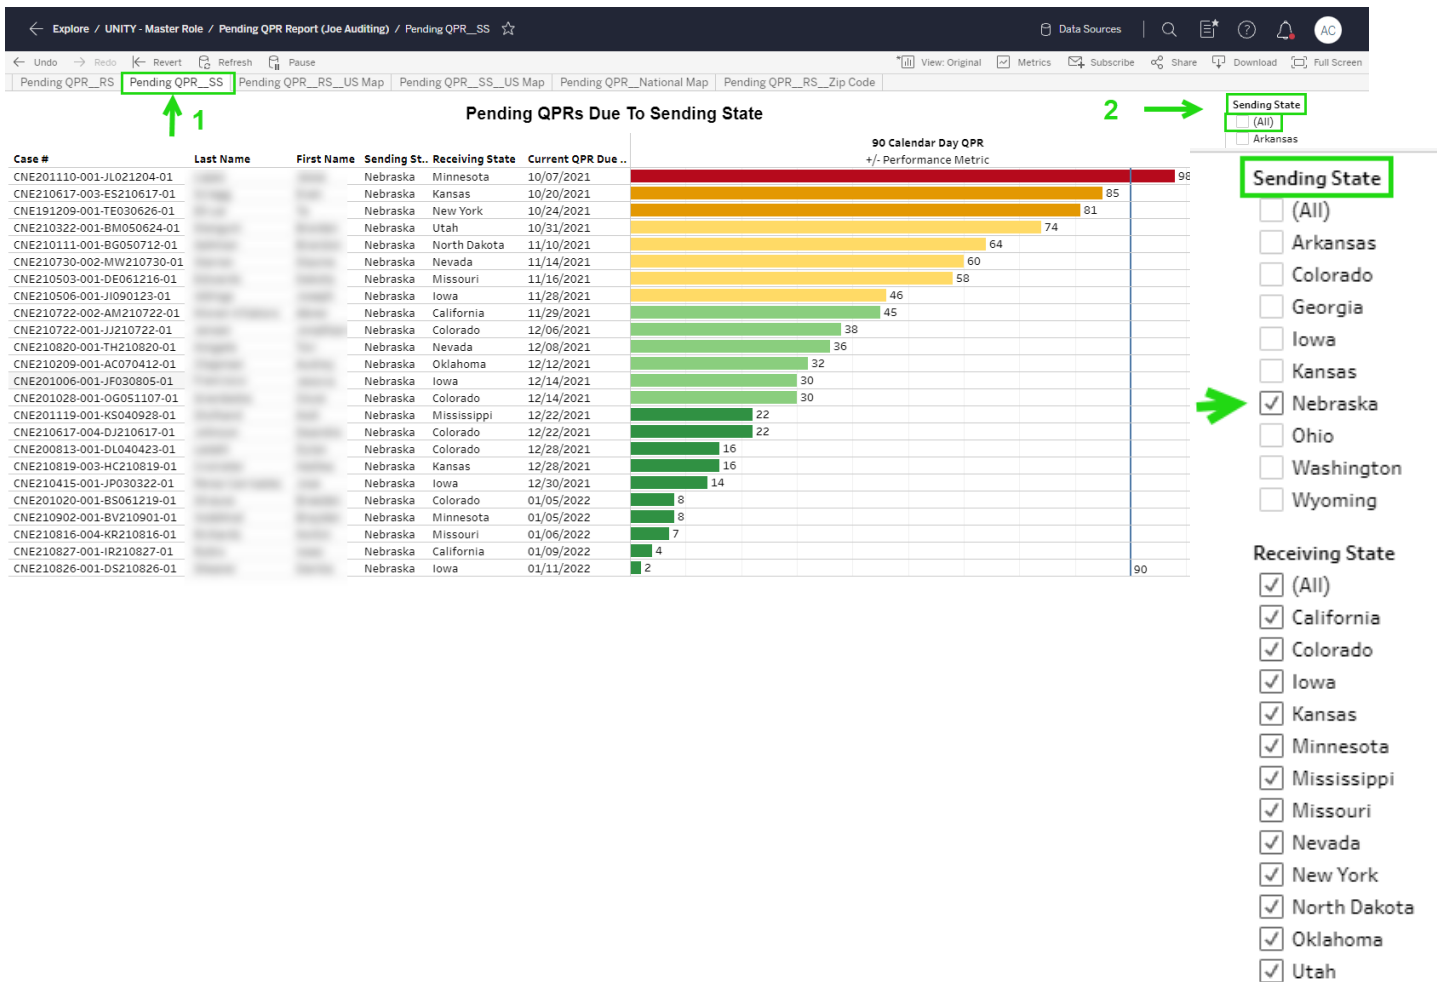 Explore / UNITY - Master Role / Pending QPR Report (Joe Auditing) / Pending QPR__SS
Data Sources
AC
Undo Redo Revert Refresh Pause
View: Original Metrics Subscribe Share Download Full Screen
Pending QPR__RS Pending QPR__SS Pending QPR__RS__US Map Pending QPR__SS__US Map Pending QPR__National Map Pending QPR__RS__Zip Code
1
Pending QPRs Due To Sending State
2
Sending State
(All)
Arkansas
90 Calendar Day QPR
Case # Last Name First Name Sending St.. Receiving State Current QPR Due .. +/- Performance Metric
CNE201110-001-JL021204-01 Nebraska Minnesota 10/07/2021 98
CNE210617-003-ES210617-01 Nebraska Kansas 10/20/2021 85
CNE191209-001-TE030626-01 Nebraska New York 10/24/2021 81
CNE210322-001-BM050624-01 Nebraska Utah 10/31/2021 74
CNE210111-001-BG050712-01 Nebraska North Dakota 11/10/2021 64
CNE210730-002-MW210730-01 Nebraska Nevada 11/14/2021 60
CNE210503-001-DE061216-01 Nebraska Missouri 11/16/2021 58
CNE210506-001-JI090123-01 Nebraska Iowa 11/28/2021 46
CNE210722-002-AM210722-01 Nebraska California 11/29/2021 45
CNE210722-001-JJ210722-01 Nebraska Colorado 12/06/2021 38
CNE210820-001-TH210820-01 Nebraska Nevada 12/08/2021 36
CNE210209-001-AC070412-01 Nebraska Oklahoma 12/12/2021 32
CNE201006-001-JF030805-01 Nebraska Iowa 12/14/2021 30
CNE201028-001-OG051107-01 Nebraska Colorado 12/14/2021 30
CNE201119-001-KS040928-01 Nebraska Mississippi 12/22/2021 22
CNE210617-004-DJ210617-01 Nebraska Colorado 12/22/2021 22
CNE200813-001-DL040423-01 Nebraska Colorado 12/28/2021 16
CNE210819-003-HC210819-01 Nebraska Kansas 12/28/2021 16
CNE210415-001-JP030322-01 Nebraska Iowa 12/30/2021 14
CNE201020-001-BS061219-01 Nebraska Colorado 01/05/2022 8
CNE210902-001-BV210901-01 Nebraska Minnesota 01/05/2022 8
CNE210816-004-KR210816-01 Nebraska Missouri 01/06/2022 7
CNE210827-001-IR210827-01 Nebraska California 01/09/2022 4
CNE210826-001-DS210826-01 Nebraska Iowa 01/11/2022 2
90
Sending State
(All)
Arkansas
Colorado
Georgia
Iowa
Kansas
Nebraska
Ohio
Washington
Wyoming
Receiving State
(All)
California
Colorado
Iowa
Kansas
Minnesota
Mississippi
Missouri
Nevada
New York
North Dakota
Oklahoma
Utah